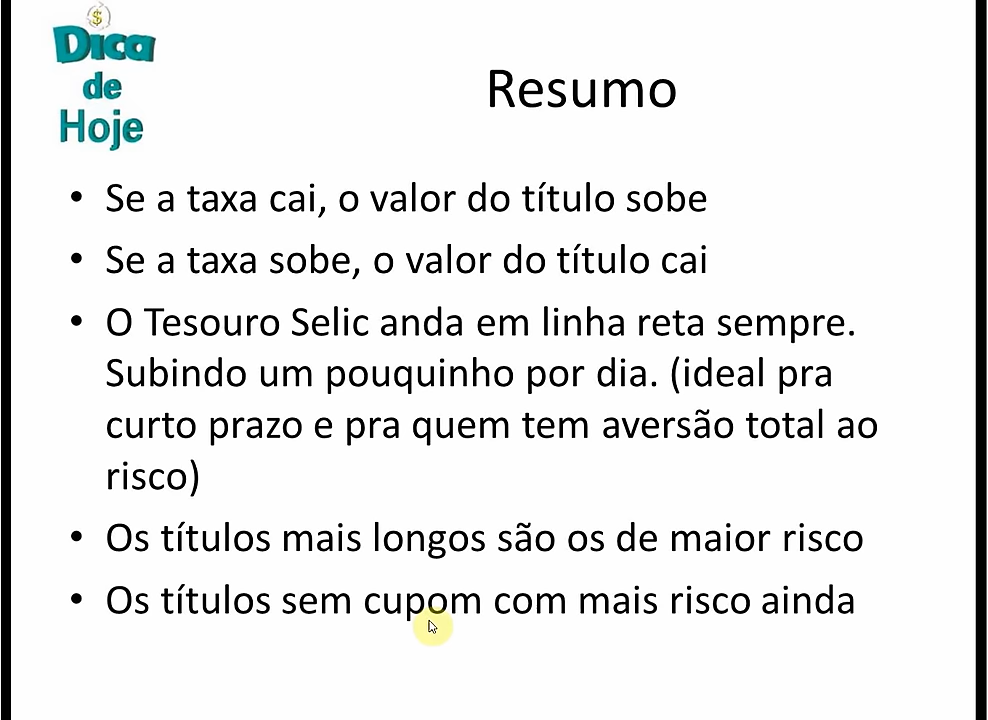 $
Dica
de
Hoje
Resumo
• Se a taxa cai, o valor do título sobe
• Se a taxa sobe, o valor do título cai
• O Tesouro Selic anda em linha reta sempre.
Subindo um pouquinho por dia. (ideal pra
curto prazo e pra quem tem aversão total ao
risco)
• Os títulos mais longos são os de maior risco
• Os títulos sem cupom com mais risco ainda